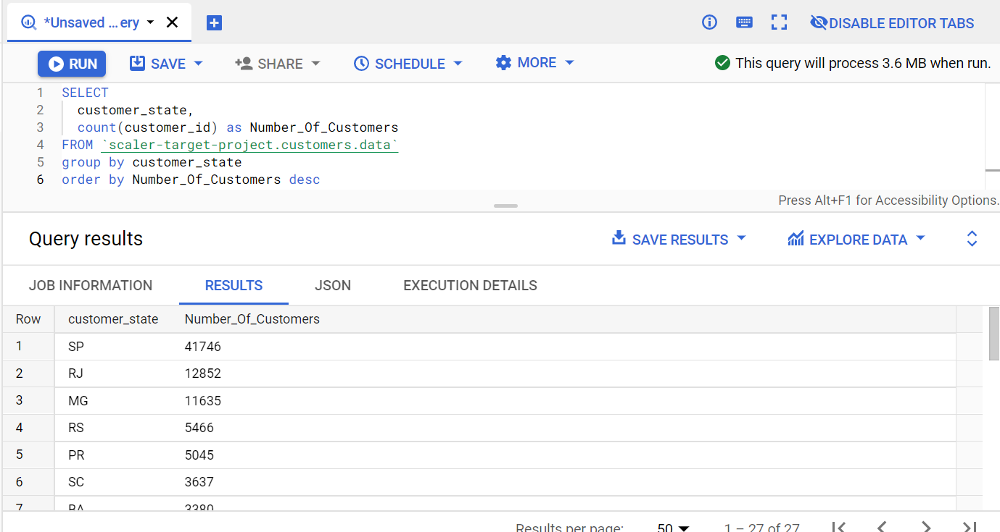 *Unsaved ...ery
DISABLE EDITOR TABS
RUN SAVE SHARE SCHEDULE MORE This query will process 3.6 MB when run.
1 SELECT
2 customer_state,
3 count(customer_id) as Number_Of_Customers
4 FROM `scaler-target-project.customers.data`
5 group by customer_state
6 order by Number_Of_Customers desc
Press Alt+F1 for Accessibility Options.
Query results SAVE RESULTS EXPLORE DATA
JOB INFORMATION RESULTS JSON EXECUTION DETAILS
Row customer_state Number_Of_Customers
1 SP 41746
2 RJ 12852
3 MG 11635
4 RS 5466
5 PR 5045
6 SC 3637
7 BA 3380
Results per page: 50 1 – 27 of 27